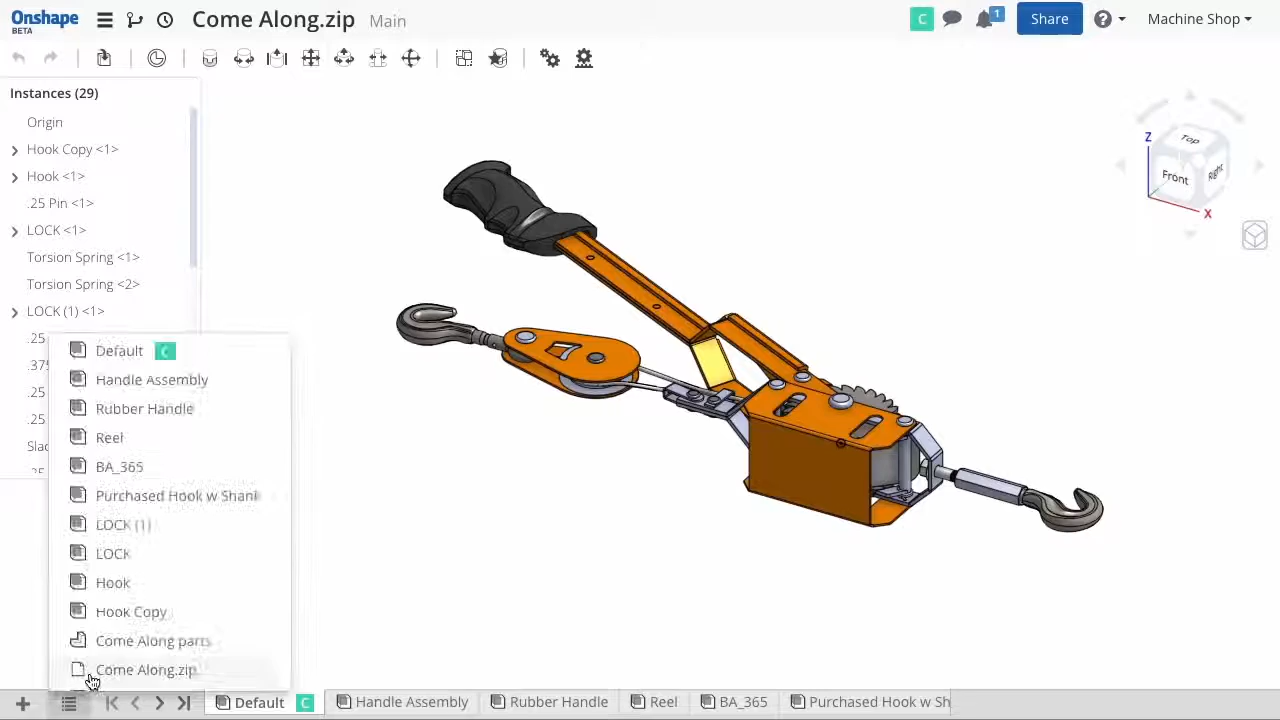 Onshape
BETA
Come Along.zip Main
C
1
Share
Machine Shop
Instances (29)
Origin
Hook Copy <1>
Hook <1>
.25 Pin <1>
LOCK <1>
Torsion Spring <1>
Torsion Spring <2>
LOCK (1) <1>
Default C
Handle Assembly
Rubber Handle
Reel
BA_365
Purchased Hook w Shank
LOCK (1)
LOCK
Hook
Hook Copy
Come Along parts
Come Along.zip
Default C
Handle Assembly
Rubber Handle
Reel
BA_365
Purchased Hook w Sh
Top
Front
Right
Z
X